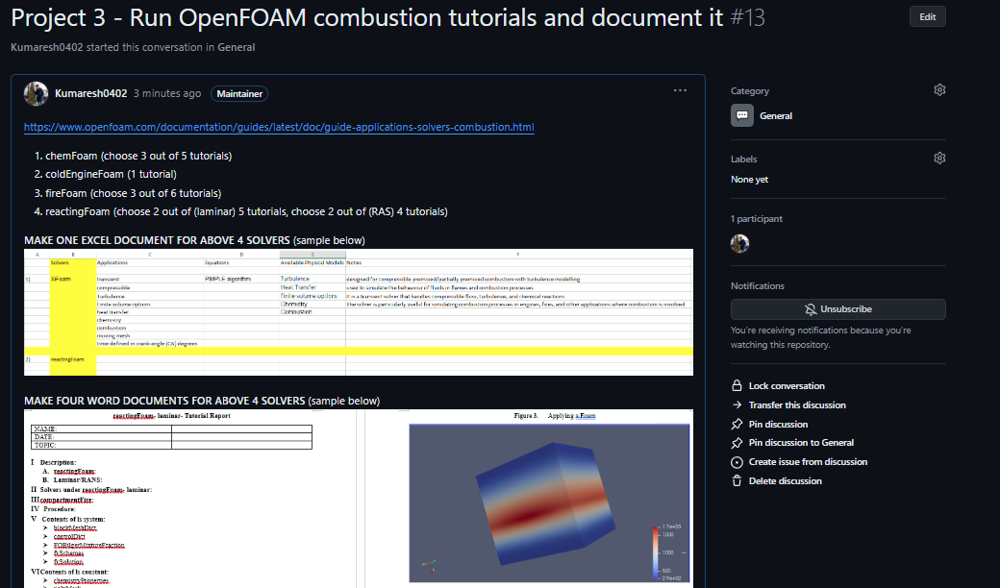 Project 3 - Run OpenFOAM combustion tutorials and document it #13
Edit
Kumaresh0402 started this conversation in General
Kumaresh0402 3 minutes ago Maintainer
https://www.openfoam.com/documentation/guides/latest/doc/guide-applications-solvers-combustion.html
1. chemFoam (choose 3 out of 5 tutorials)
2. coldEngineFoam (1 tutorial)
3. fireFoam (choose 3 out of 6 tutorials)
4. reactingFoam (choose 2 out of (laminar) 5 tutorials, choose 2 out of (RAS) 4 tutorials)
MAKE ONE EXCEL DOCUMENT FOR ABOVE 4 SOLVERS (sample below)
A B C D E F
Solvers Applications Equations Available Physical Models Notes
1) XiFoam transient PIMPLE algorithm Turbulence designed for compressible premixed/partially premixed combustion with turbulence modelling
compressible Heat Transfer used to simulate the behaviour of fluids in flames and combustion processes
Turbulence Finite volume options It is a transient solver that handles compressible flow, turbulence, and chemical reactions
Finite volume options Chemistry The solver is particularly useful for simulating combustion processes in engines, fires, and other applications where combustion is involved
heat transfer Combustion
chemistry
combustion
moving mesh
time defined in crank-angle (CA) degrees
2) reactingFoam
MAKE FOUR WORD DOCUMENTS FOR ABOVE 4 SOLVERS (sample below)
reactingFoam- laminar- Tutorial Report
NAME:
DATE:
TOPIC:
I Description:
A. reactingFoam:
B. Laminar/RANS:
II Solvers under reactingFoam- laminar:
III compartmentFire:
IV Procedure:
V Contents of ls system:
➤ blockMeshDict
➤ controlDict
➤ FOBilgerMixtureFraction
➤ fvSchemes
➤ fvSolution
VI Contents of ls constant:
➤ chemistryProperties
Figure 3. Applying a.Foam
1.7e+03
1500
1000
500
2.9e+02
Category
General
Labels
None yet
1 participant
Notifications
Unsubscribe
You're receiving notifications because you're
watching this repository.
Lock conversation
Transfer this discussion
Pin discussion
Pin discussion to General
Create issue from discussion
Delete discussion